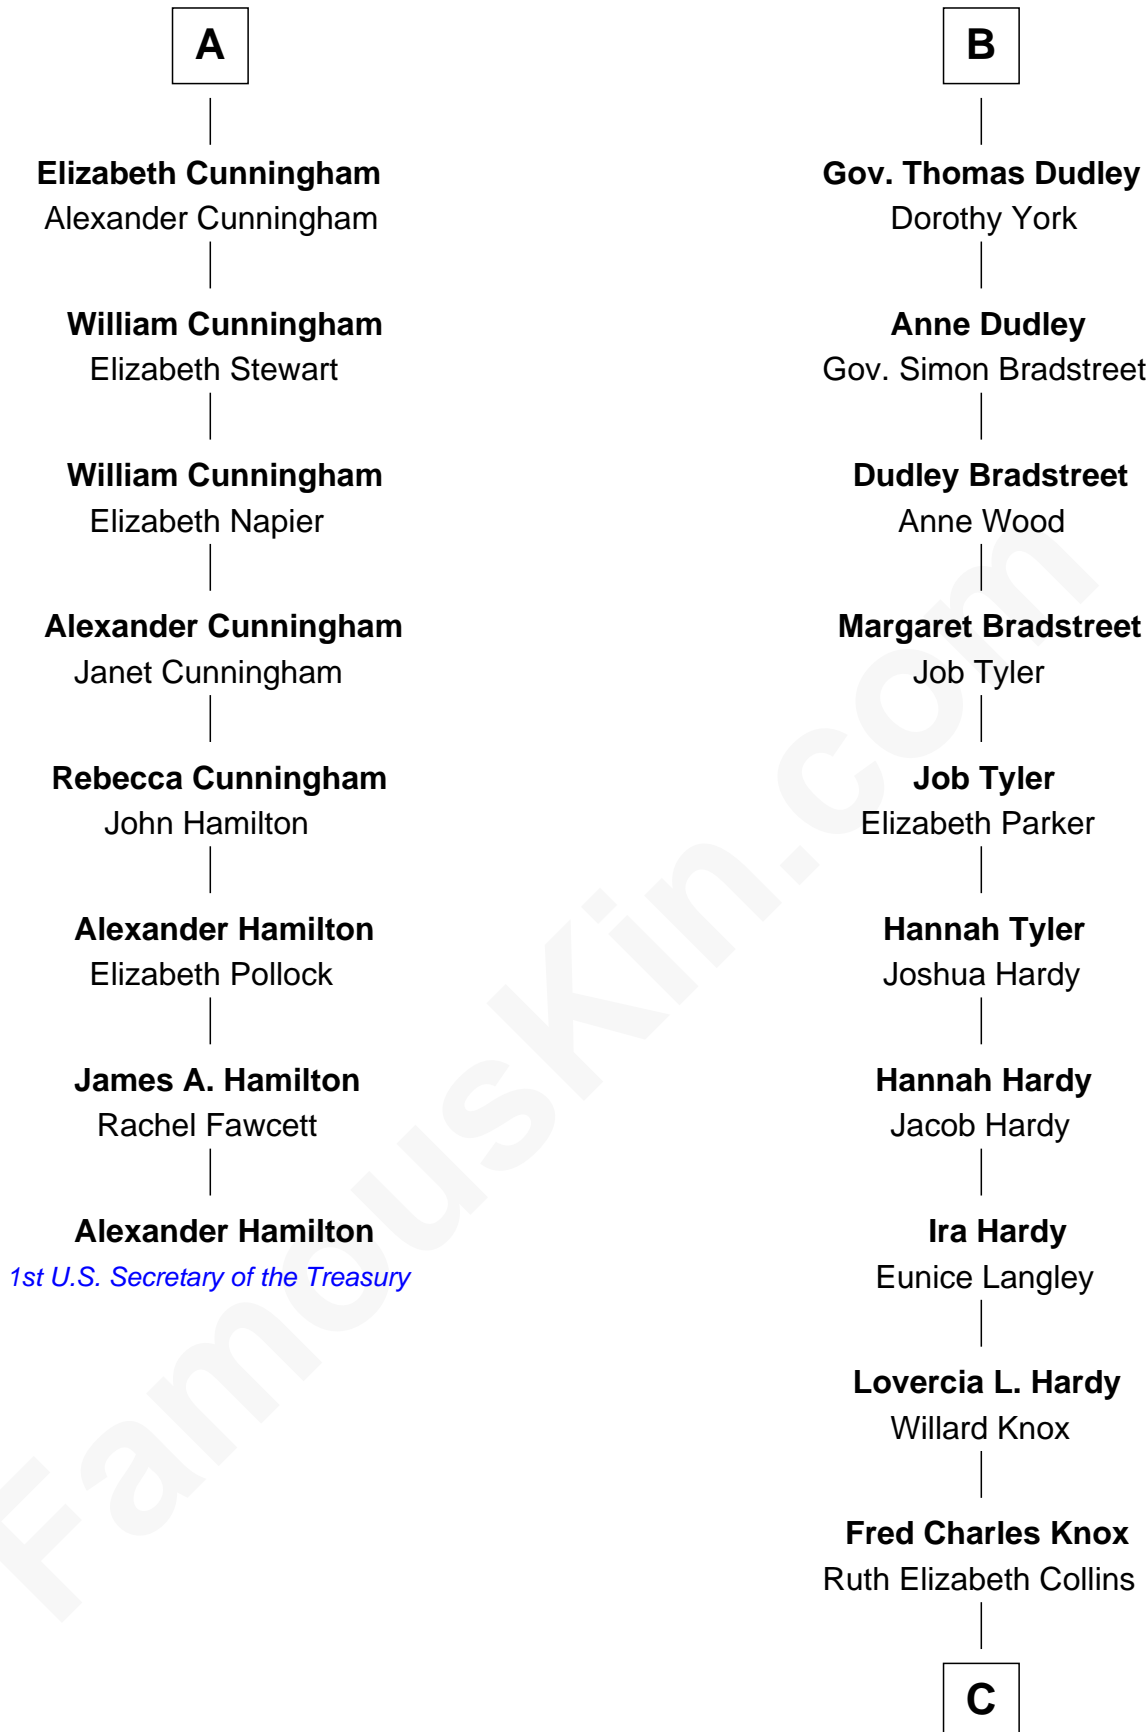 A
Elizabeth Cunningham
Alexander Cunningham
William Cunningham
Elizabeth Stewart
William Cunningham
Elizabeth Napier
Alexander Cunningham
Janet Cunningham
Rebecca Cunningham
John Hamilton
Alexander Hamilton
Elizabeth Pollock
James A. Hamilton
Rachel Fawcett
Alexander Hamilton
1st U.S. Secretary of the Treasury
B
Gov. Thomas Dudley
Dorothy York
Anne Dudley
Gov. Simon Bradstreet
Dudley Bradstreet
Anne Wood
Margaret Bradstreet
Job Tyler
Job Tyler
Elizabeth Parker
Hannah Tyler
Joshua Hardy
Hannah Hardy
Jacob Hardy
Ira Hardy
Eunice Langley
Lovercia L. Hardy
Willard Knox
Fred Charles Knox
Ruth Elizabeth Collins
C
FamousKin.com